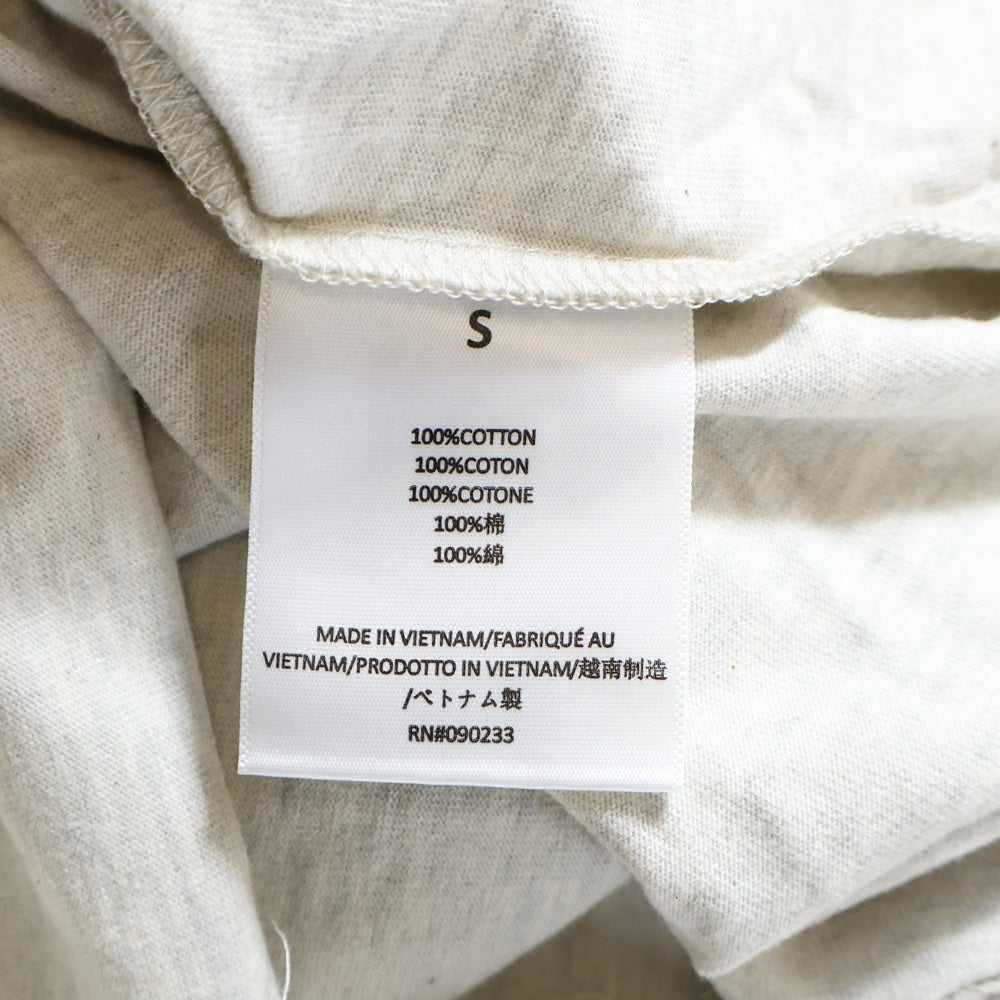 S
100%COTTON
100%COTON
100%COTONE
100%棉
100%綿
MADE IN VIETNAM/FABRIQUÉ AU
VIETNAM/PRODOTTO IN VIETNAM/越南制造
/ベトナム製
RN#090233